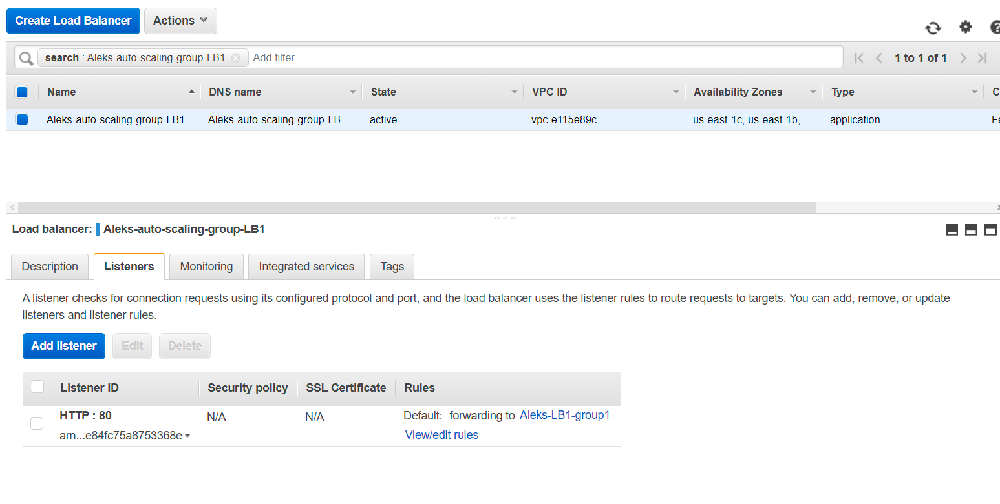 Create Load Balancer Actions
search : Aleks-auto-scaling-group-LB1 Add filter 1 to 1 of 1
Name DNS name State VPC ID Availability Zones Type
Aleks-auto-scaling-group-LB1 Aleks-auto-scaling-group-LB... active vpc-e115e89c us-east-1c, us-east-1b, ... application
Load balancer: Aleks-auto-scaling-group-LB1
Description Listeners Monitoring Integrated services Tags
A listener checks for connection requests using its configured protocol and port, and the load balancer uses the listener rules to route requests to targets. You can add, remove, or update
listeners and listener rules.
Add listener Edit Delete
Listener ID Security policy SSL Certificate Rules
HTTP : 80 N/A N/A Default: forwarding to Aleks-LB1-group1
arn...e84fc75a8753368e View/edit rules